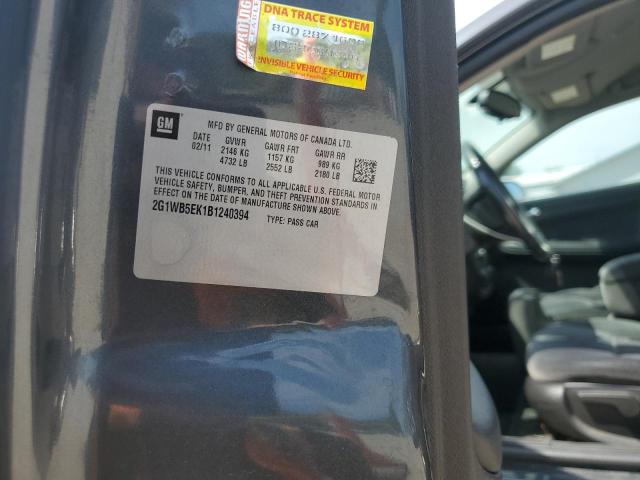 DNA TRACE SYSTEM
INVISIBLE VEHICLE SECURITY
GM
MFD BY GENERAL MOTORS OF CANADA LTD.
DATE GVWR GAWR FRT GAWR RR
02/11 2146 KG 1157 KG 989 KG
4732 LB 2552 LB 2180 LB
THIS VEHICLE CONFORMS TO ALL APPLICABLE U.S. FEDERAL MOTOR
VEHICLE SAFETY, BUMPER, AND THEFT PREVENTION STANDARDS IN
EFFECT ON THE DATE OF MANUFACTURE SHOWN ABOVE.
2G1WB5EK1B1240394 TYPE: PASS CAR